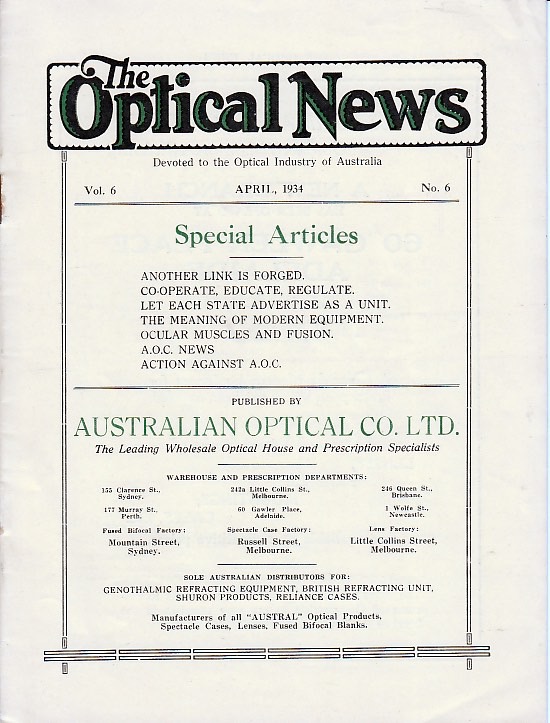 The
Optical News
Devoted to the Optical Industry of Australia
Vol. 6 APRIL, 1934 No. 6
Special Articles
ANOTHER LINK IS FORGED.
CO-OPERATE, EDUCATE, REGULATE.
LET EACH STATE ADVERTISE AS A UNIT.
THE MEANING OF MODERN EQUIPMENT.
OCULAR MUSCLES AND FUSION.
A.O.C. NEWS
ACTION AGAINST A.O.C.
PUBLISHED BY
AUSTRALIAN OPTICAL CO. LTD.
The Leading Wholesale Optical House and Prescription Specialists
WAREHOUSE AND PRESCRIPTION DEPARTMENTS:
155 Clarence St., 242a Little Collins St., 246 Queen St.,
Sydney. Melbourne. Brisbane.
177 Murray St., 60 Gawler Place, 1 Wolfe St.,
Perth. Adelaide. Newcastle.
Fused Bifocal Factory: Spectacle Case Factory: Lens Factory:
Mountain Street, Russell Street, Little Collins Street,
Sydney. Melbourne. Melbourne.
SOLE AUSTRALIAN DISTRIBUTORS FOR:
GENOTHALMIC REFRACTING EQUIPMENT, BRITISH REFRACTING UNIT,
SHURON PRODUCTS, RELIANCE CASES.
Manufacturers of all "AUSTRAL" Optical Products,
Spectacle Cases, Lenses, Fused Bifocal Blanks.